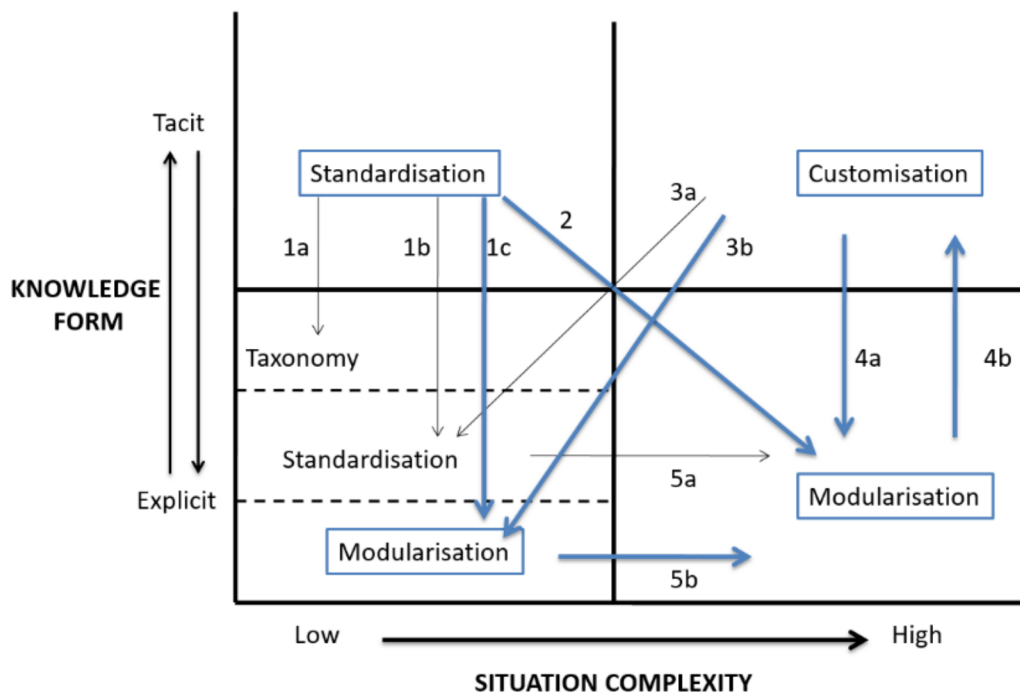 Tacit
Standardisation
Customisation
3a
2
1a
1b
1c
3b
KNOWLEDGE
FORM
Taxonomy
4a
4b
Standardisation
5a
Explicit
Modularisation
Modularisation
5b
Low
High
SITUATION COMPLEXITY